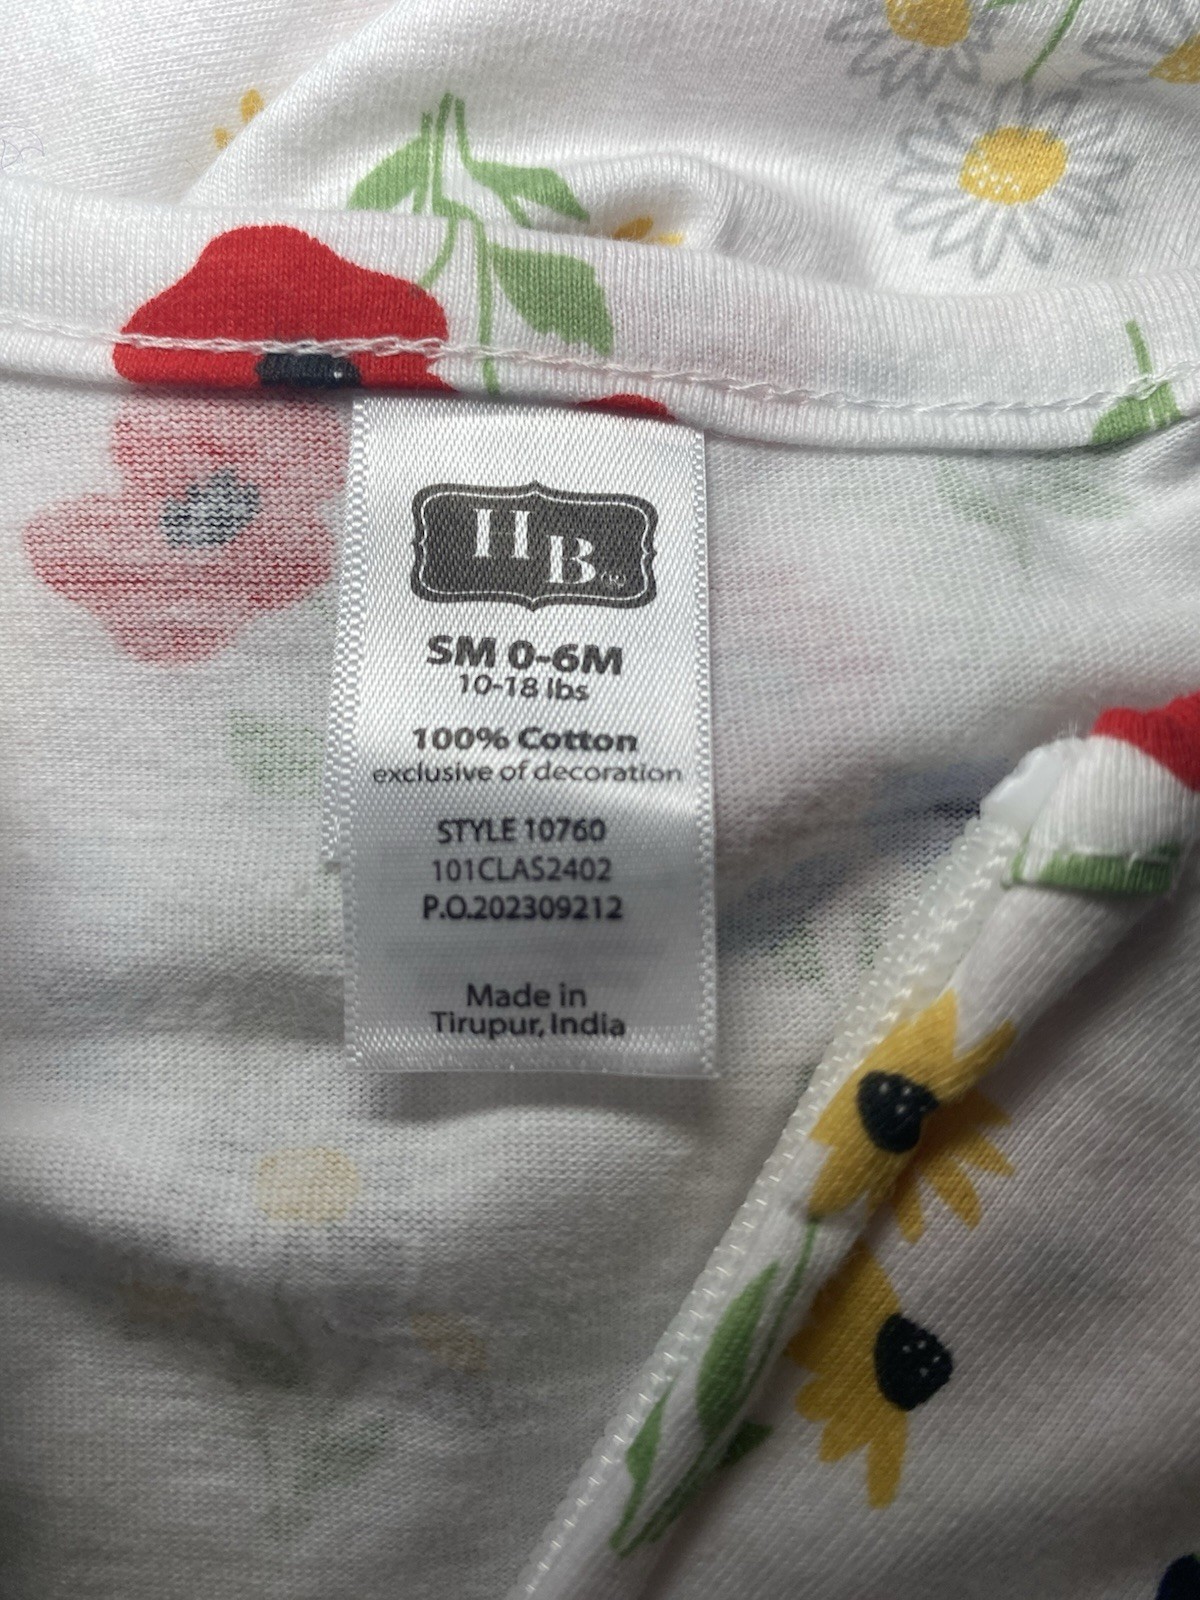 HB
SM 0-6M
10-18 lbs
100% Cotton
exclusive of decoration
STYLE 10760
101CLAS2402
P.O.202309212
Made in
Tirupur, India